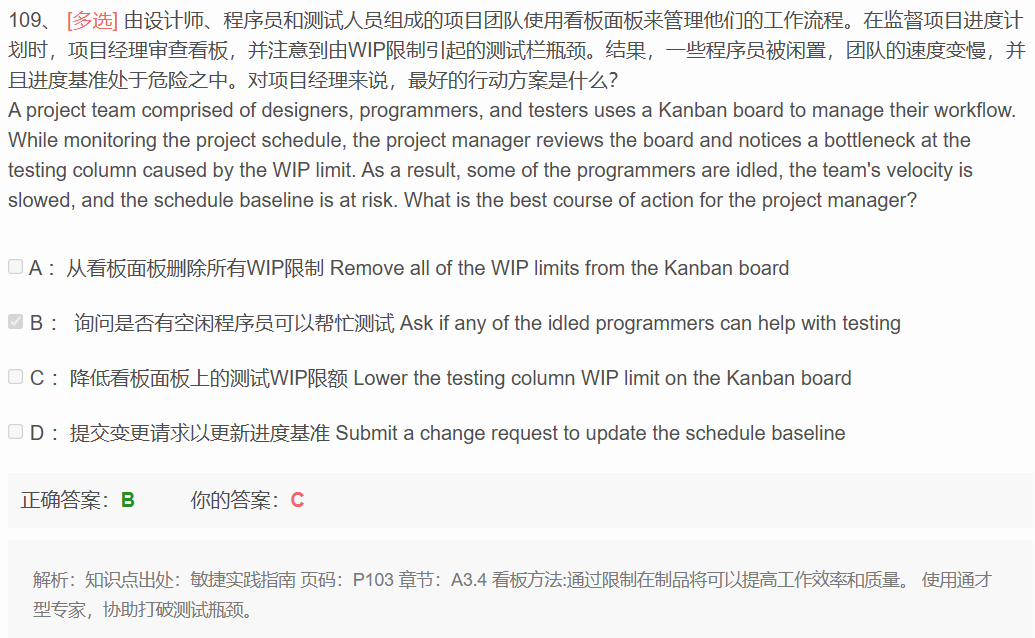 109、 [多选] 由设计师、程序员和测试人员组成的项目团队使用看板面板来管理他们的工作流程。在监督项目进度计
划时，项目经理审查看板，并注意到由WIP限制引起的测试栏瓶颈。结果，一些程序员被闲置，团队的速度变慢，并
且进度基准处于危险之中。对项目经理来说，最好的行动方案是什么?
A project team comprised of designers, programmers, and testers uses a Kanban board to manage their workflow.
While monitoring the project schedule, the project manager reviews the board and notices a bottleneck at the
testing column caused by the WIP limit. As a result, some of the programmers are idled, the team's velocity is
slowed, and the schedule baseline is at risk. What is the best course of action for the project manager?
A： 从看板面板删除所有WIP限制 Remove all of the WIP limits from the Kanban board
B： 询问是否有空闲程序员可以帮忙测试 Ask if any of the idled programmers can help with testing
C： 降低看板面板上的测试WIP限额 Lower the testing column WIP limit on the Kanban board
D： 提交变更请求以更新进度基准 Submit a change request to update the schedule baseline
正确答案：B 你的答案：C
解析：知识点出处：敏捷实践指南 页码：P103 章节：A3.4 看板方法:通过限制在制品将可以提高工作效率和质量。 使用通才
型专家，协助打破测试瓶颈。